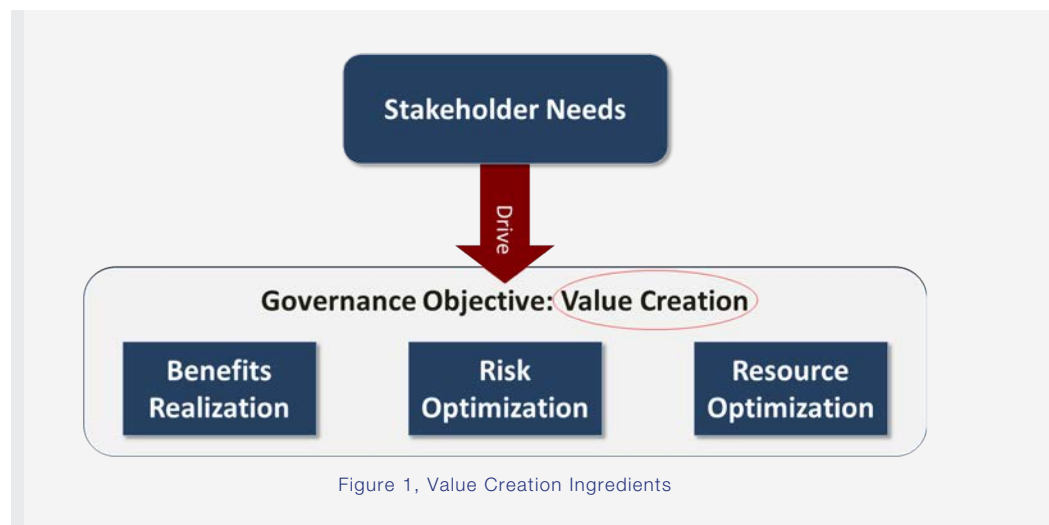 Stakeholder Needs
Drive
Governance Objective: Value Creation
Benefits
Realization
Risk
Optimization
Resource
Optimization
Figure 1, Value Creation Ingredients